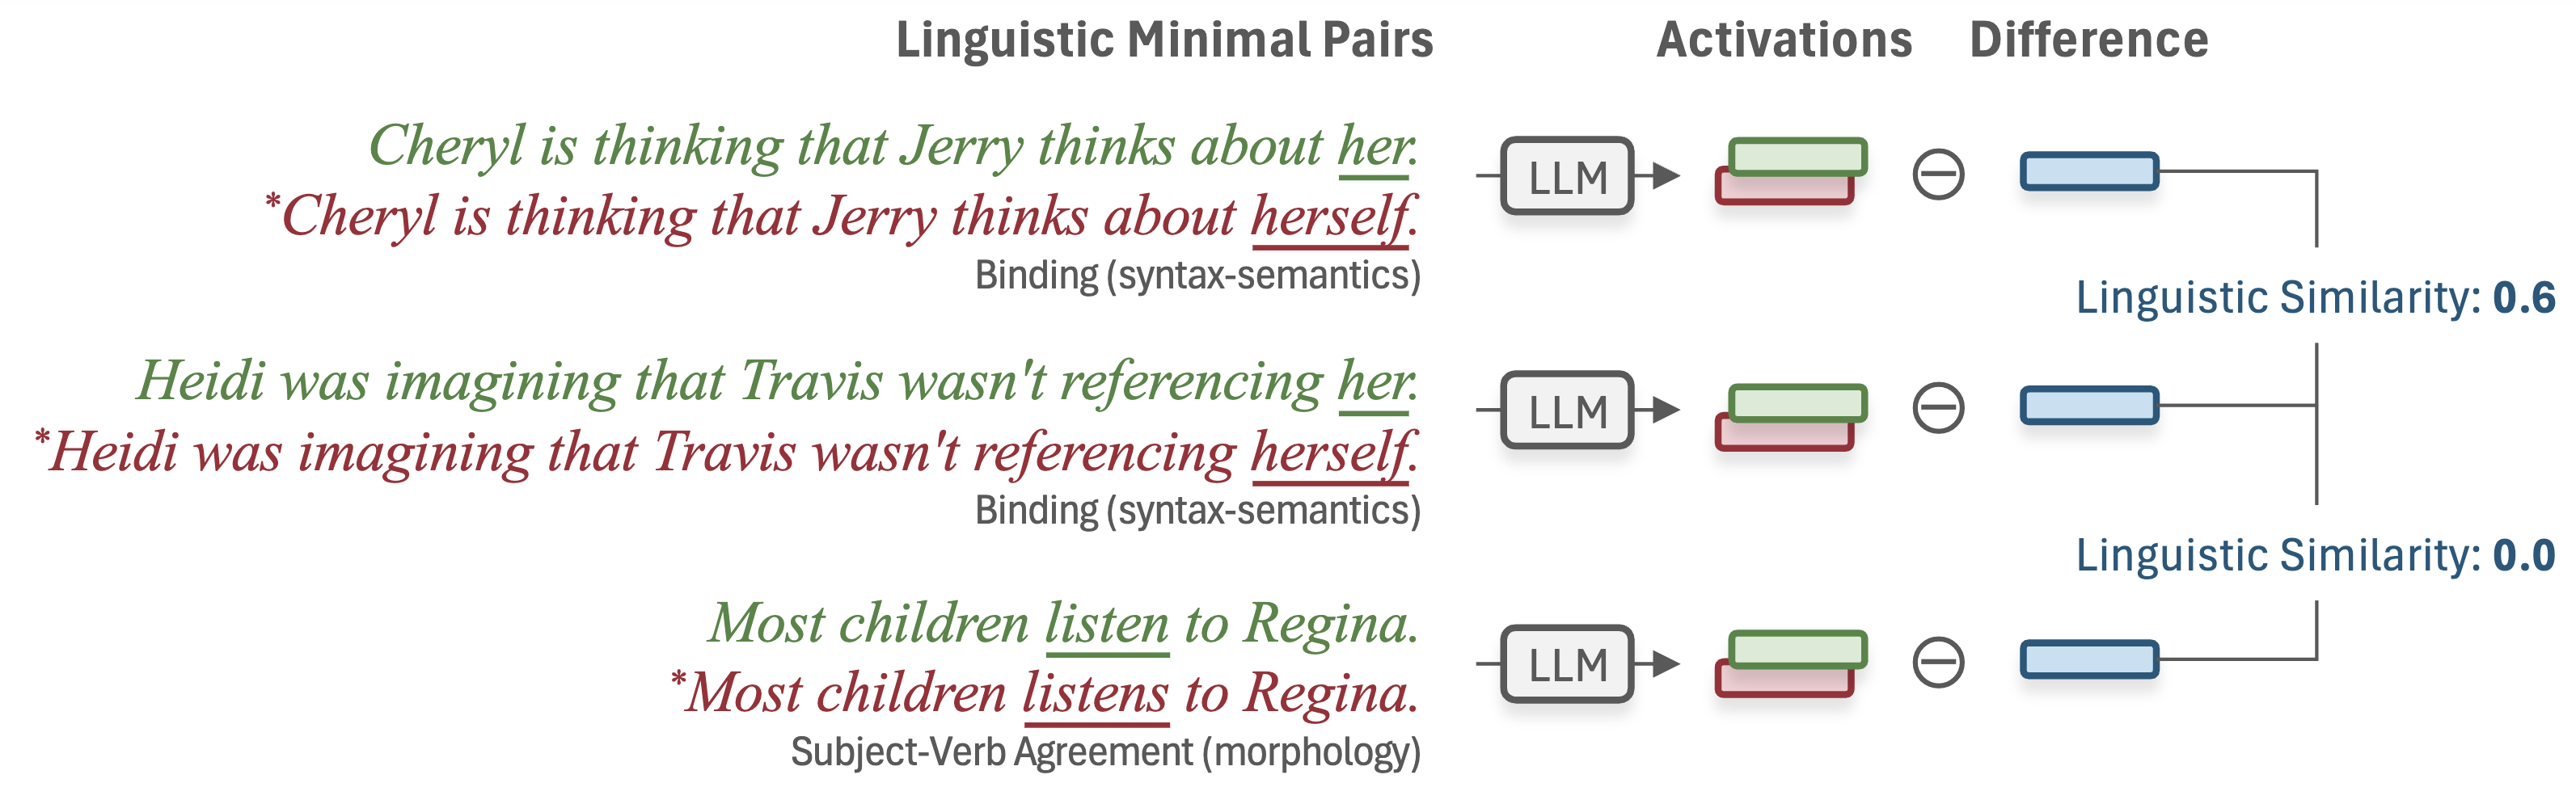 Linguistic Minimal Pairs Activations Difference
Cheryl is thinking that Jerry thinks about her.
*Cheryl is thinking that Jerry thinks about herself.
Binding (syntax-semantics)
LLM
Linguistic Similarity: 0.6
Heidi was imagining that Travis wasn't referencing her.
*Heidi was imagining that Travis wasn't referencing herself.
Binding (syntax-semantics)
LLM
Linguistic Similarity: 0.0
Most children listen to Regina.
*Most children listens to Regina.
Subject-Verb Agreement (morphology)
LLM